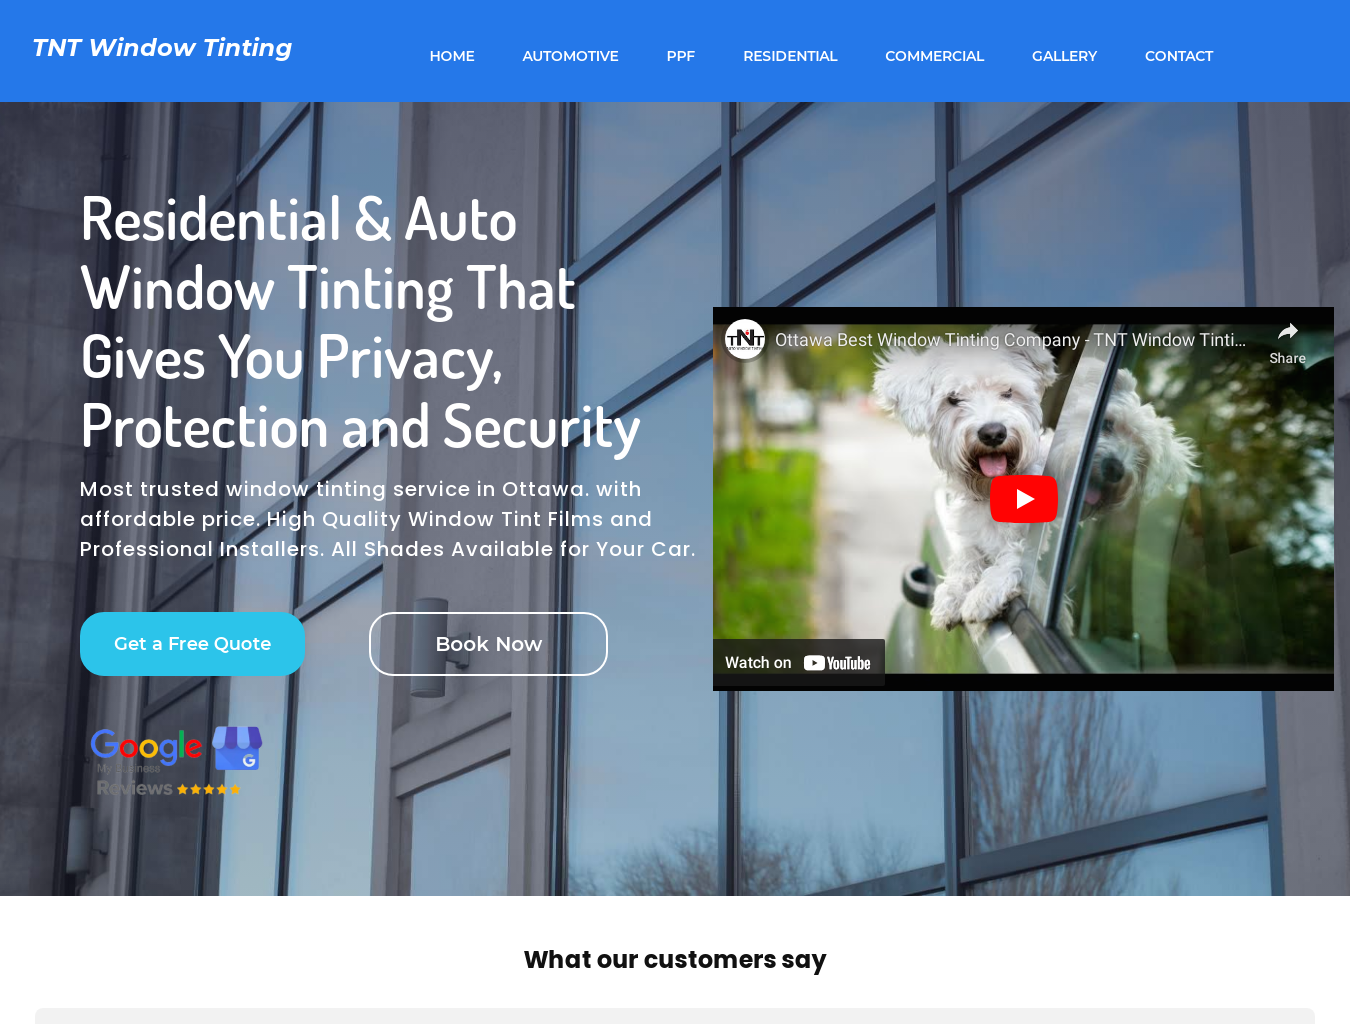 TNT Window Tinting
HOME AUTOMOTIVE PPF RESIDENTIAL COMMERCIAL GALLERY CONTACT
Residential & Auto
Window Tinting That
Gives You Privacy,
Protection and Security
Most trusted window tinting service in Ottawa. with
affordable price. High Quality Window Tint Films and
Professional Installers. All Shades Available for Your Car.
Get a Free Quote
Book Now
Google
My Business
Reviews
G
TNT
Ottawa Best Window Tinting Company - TNT Window Tinti...
Share
Watch on YouTube
What our customers say